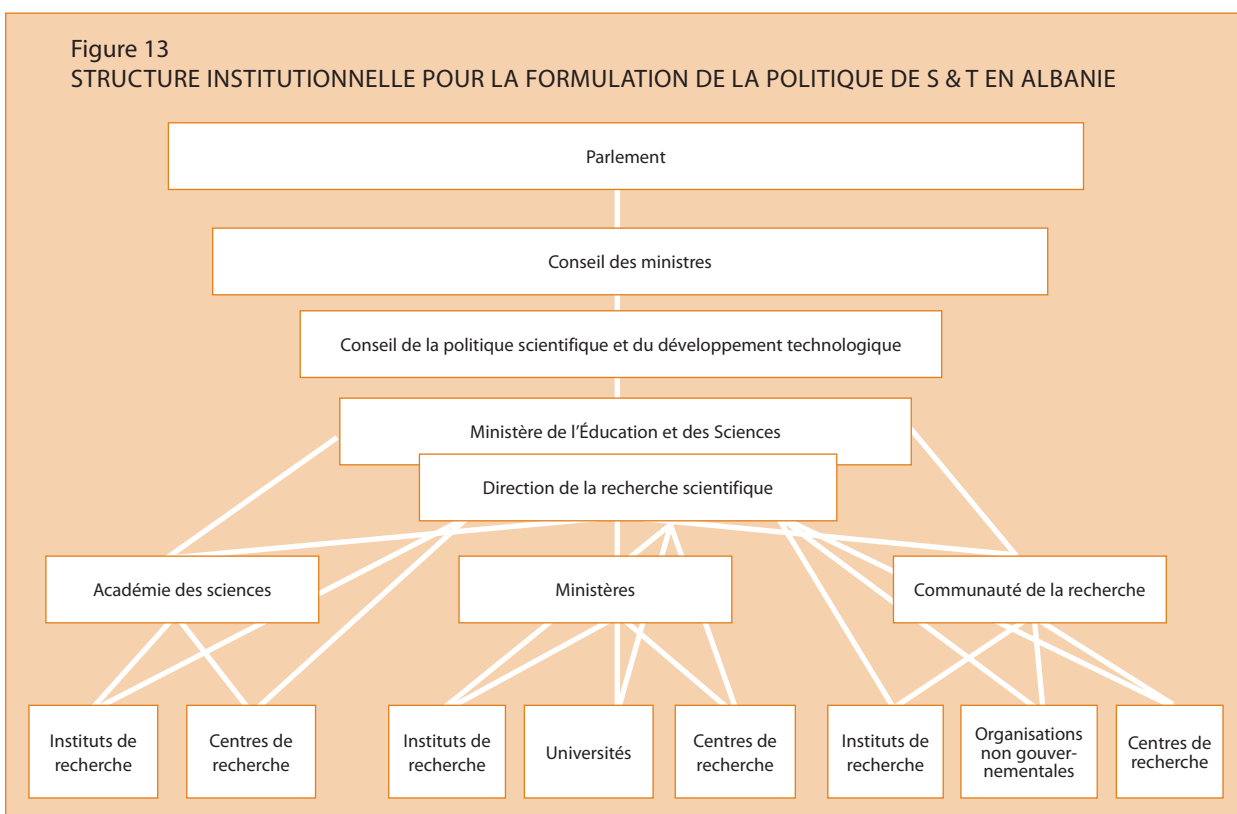 Figure 13
STRUCTURE INSTITUTIONNELLE POUR LA FORMULATION DE LA POLITIQUE DE S & T EN ALBANIE
Parlement
Conseil des ministres
Conseil de la politique scientifique et du développement technologique
Ministère de l'Éducation et des Sciences
Direction de la recherche scientifique
Académie des sciences
Ministères
Communauté de la recherche
Instituts de
recherche
Centres de
recherche
Instituts de
recherche
Universités
Centres de
recherche
Instituts de
recherche
Organisations
non gouver-
nementales
Centres de
recherche